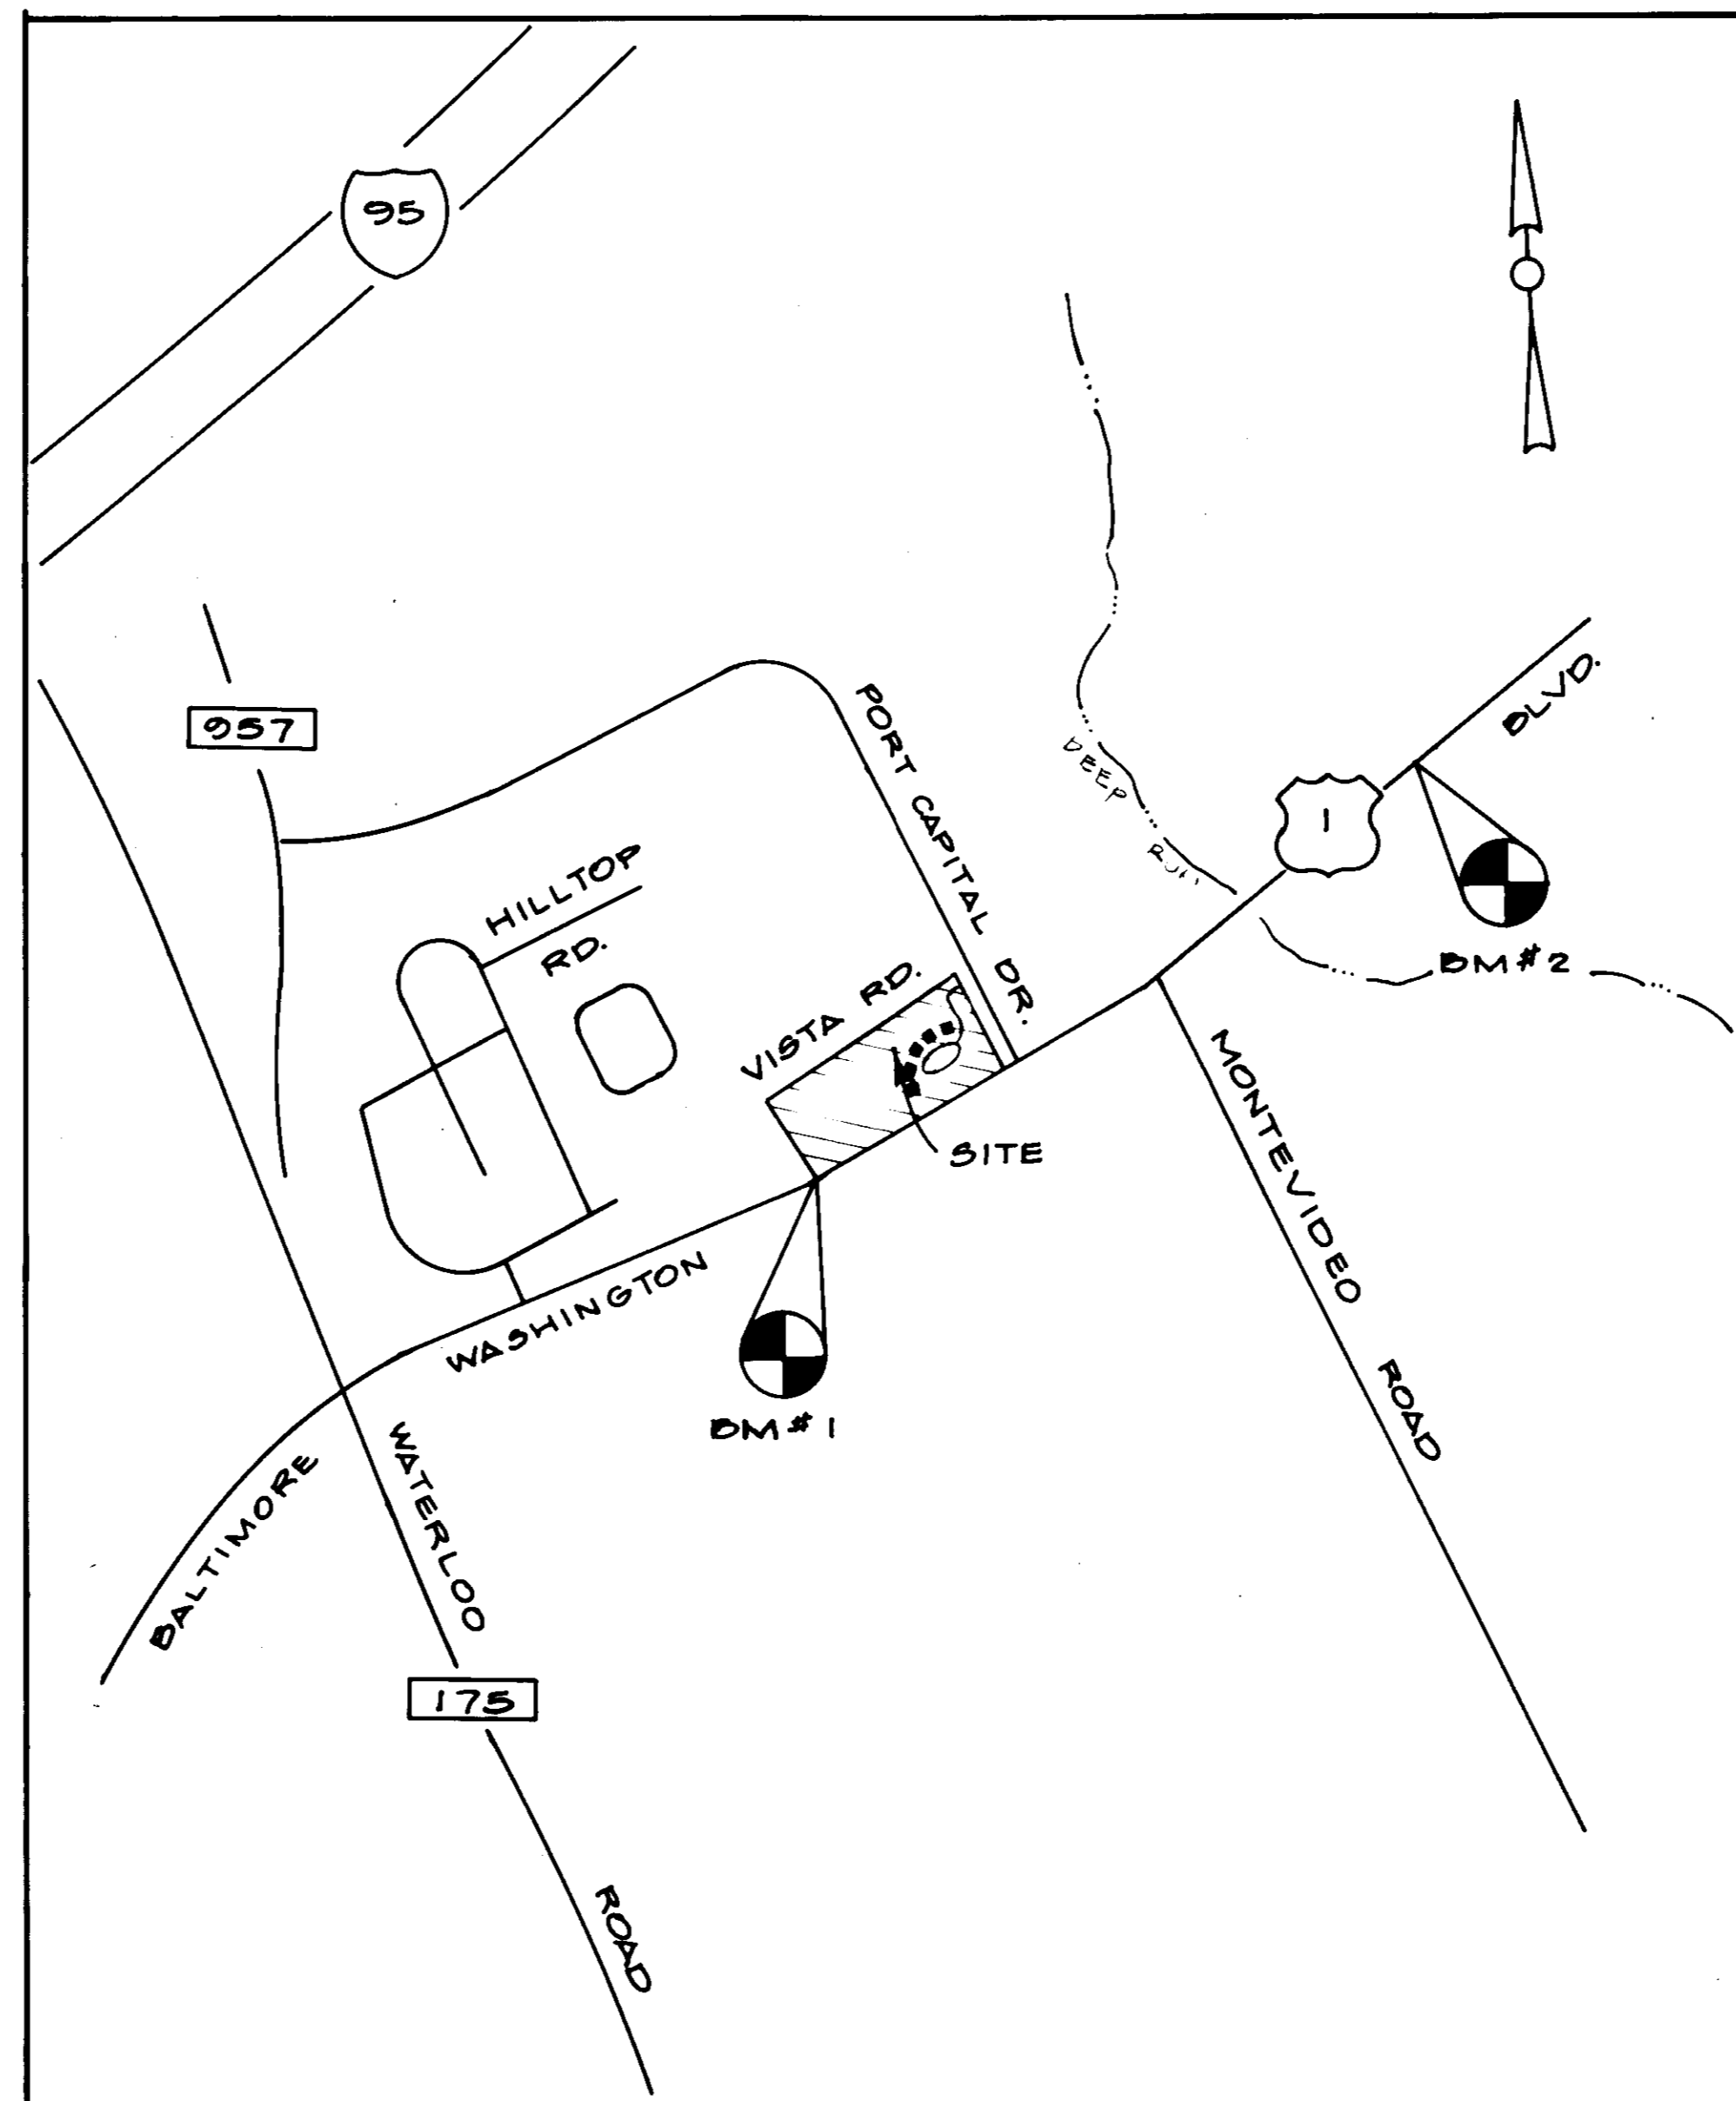 95
957
PORT CAPITAL DR.
DEEP RUN
BLVD.
1
HILLTOP
RD.
BM#2
VISTA RD.
SITE
MONTEVIDEO ROAD
WASHINGTON
BM#1
BALTIMORE
WATERLOO
175
ROAD